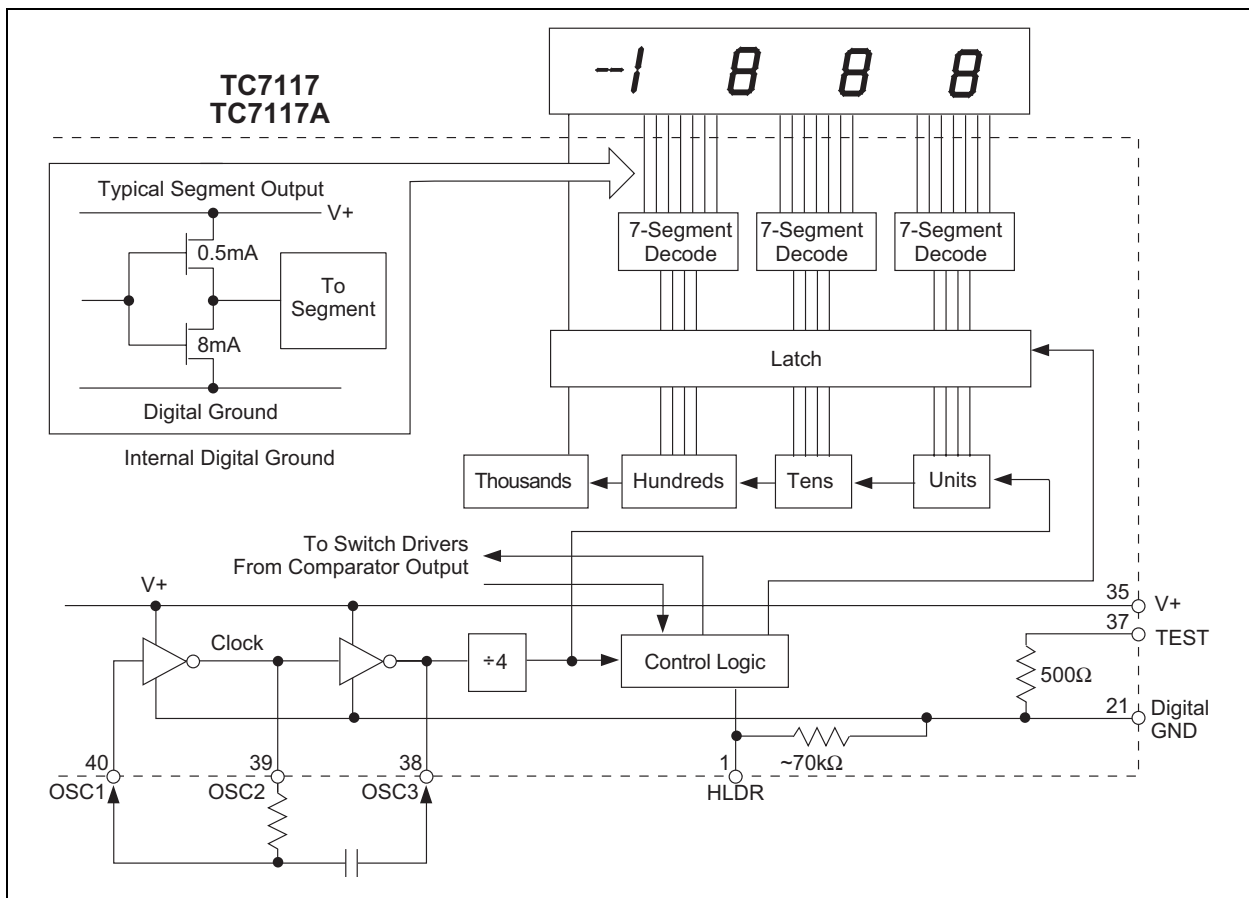 TC7117
TC7117A
-1 8 8 8
Typical Segment Output
V+
0.5mA
To
Segment
8mA
Digital Ground
Internal Digital Ground
7-Segment
Decode
7-Segment
Decode
7-Segment
Decode
Latch
Thousands
Hundreds
Tens
Units
To Switch Drivers
From Comparator Output
V+
Clock
÷4
Control Logic
35
V+
37
TEST
500Ω
21
Digital
GND
~70kΩ
40
OSC1
39
OSC2
38
OSC3
1
HLDR